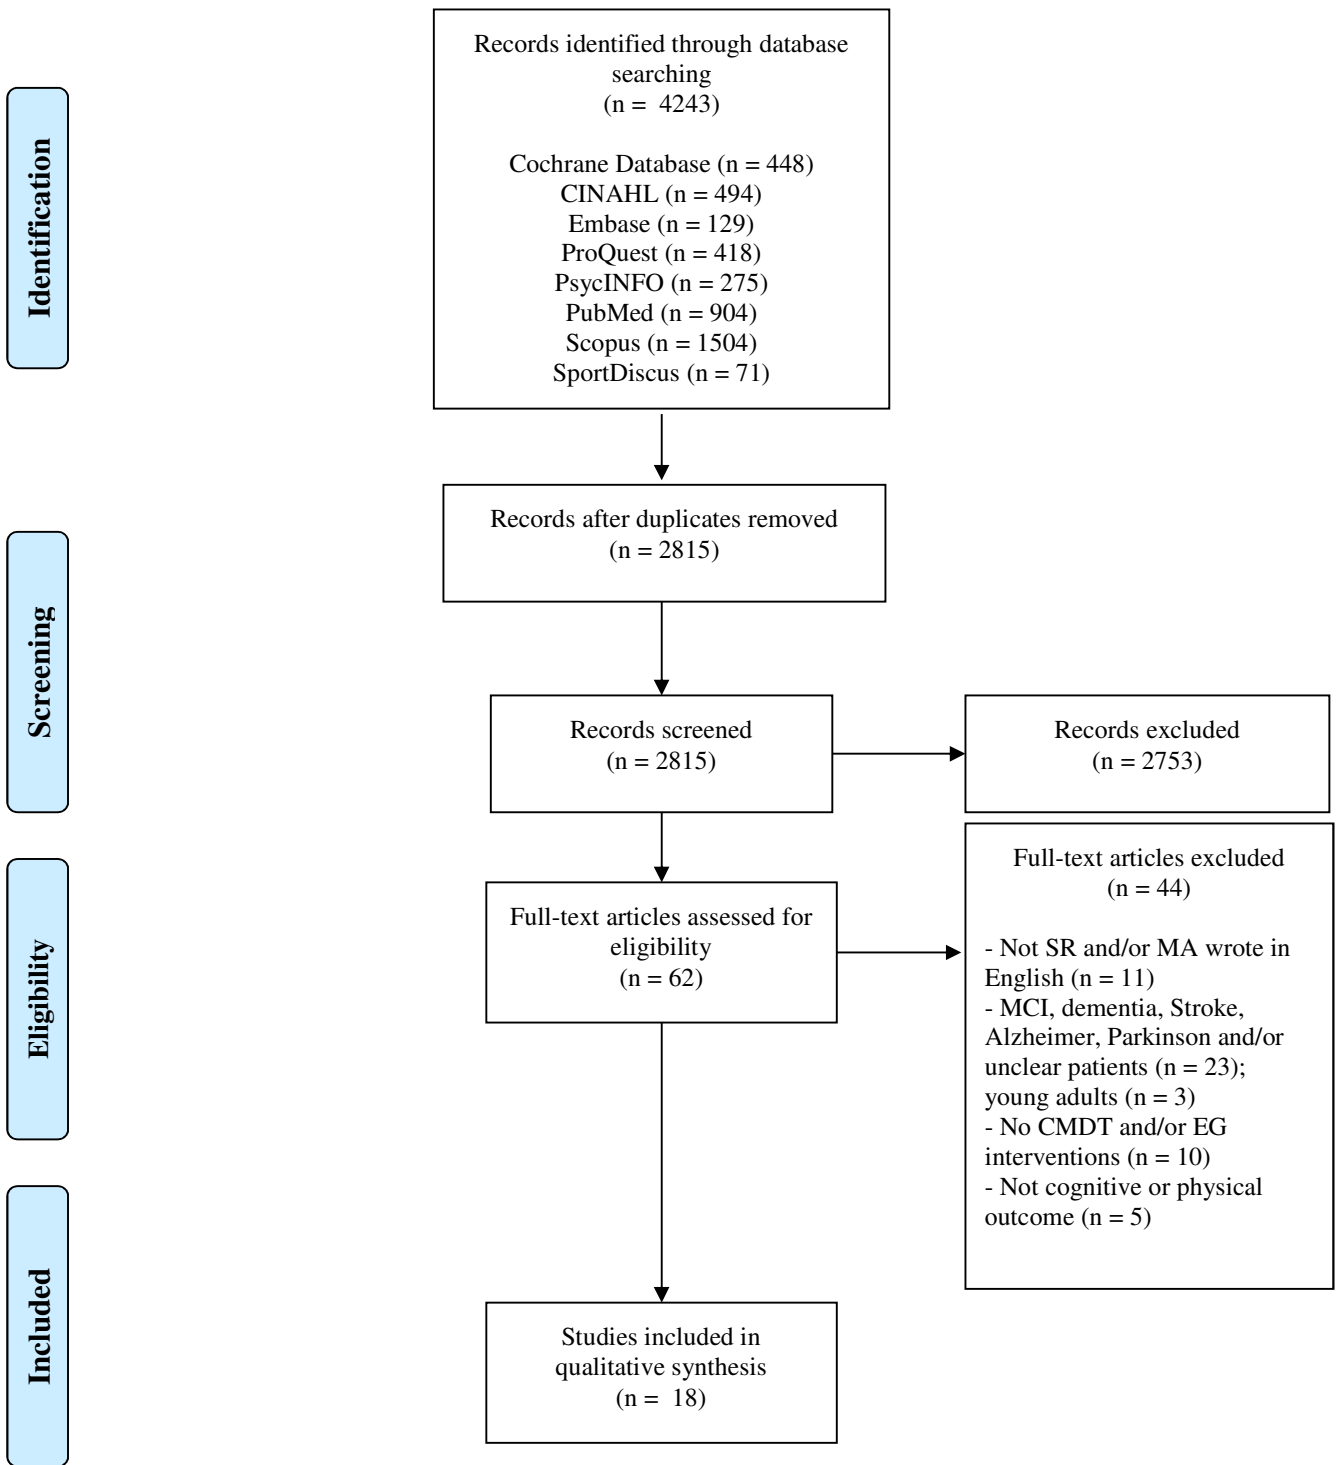 Records identified through database
searching
(n =  4243)
Cochrane Database (n = 448)
CINAHL (n = 494)
Embase (n = 129)
ProQuest (n = 418)
PsycINFO (n = 275)
PubMed (n = 904)
Scopus (n = 1504)
SportDiscus (n = 71)
Identification
Records after duplicates removed
(n = 2815)
Screening
Records screened
(n = 2815)
Records excluded
(n = 2753)
Eligibility
Full-text articles assessed for
eligibility
(n = 62)
Full-text articles excluded
(n = 44)
- Not SR and/or MA wrote in
English (n = 11)
- MCI, dementia, Stroke,
Alzheimer, Parkinson and/or
unclear patients (n = 23);
young adults (n = 3)
- No CMDT and/or EG
interventions (n = 10)
- Not cognitive or physical
outcome (n = 5)
Included
Studies included in
qualitative synthesis
(n =  18)